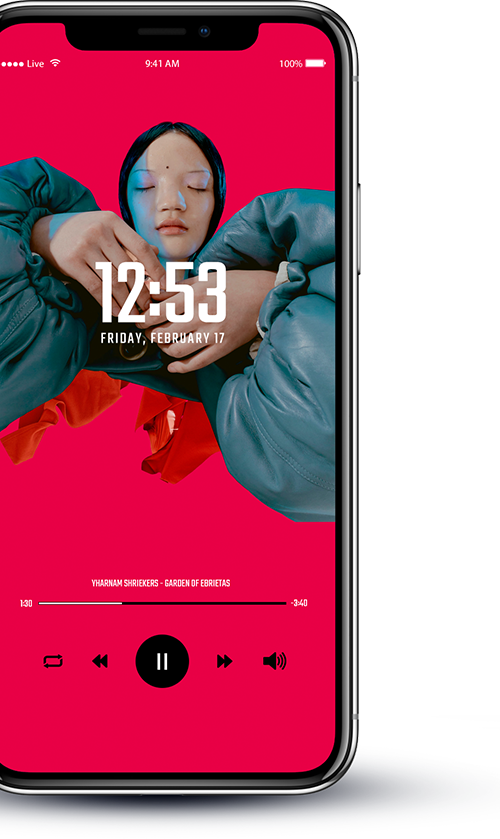 Live 9:41 AM 100%
12:53
FRIDAY, FEBRUARY 17
YHARNAM SHRIEKERS - GARDEN OF EBRIETAS
1:30 -3:40